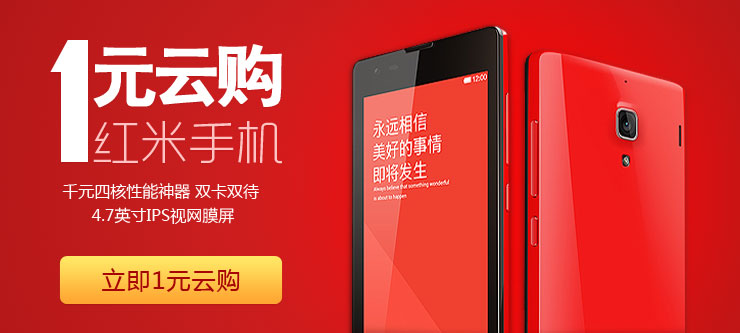 1元云购
红米手机
千元四核性能神器 双卡双待
4.7英寸IPS视网膜屏
立即1元云购
12:00
永远相信
美好的事情
即将发生
Always believe that something wonderful
is about to happen